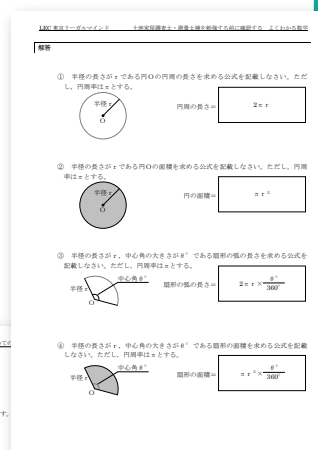 LEC 東京リーガルマインド 土地家屋調査士・測量士補を勉強する前に確認する よくわかる数学
解答
① 半径の長さがｒである円Ｏの円周の長さを求める公式を記載しなさい。ただ
し、円周率はπとする。
半径ｒ
Ｏ
円周の長さ＝
2πｒ
② 半径の長さがｒである円Ｏの面積を求める公式を記載しなさい。ただし、円周
率はπとする。
半径ｒ
Ｏ
円の面積＝
πｒ²
③ 半径の長さがｒ、中心角の大きさがθ°である扇形の弧の長さを求める公式を
記載しなさい。ただし、円周率はπとする。
中心角θ°
半径ｒ
Ｏ
扇形の弧の長さ＝
2πｒ×θ°/360°
④ 半径の長さがｒ、中心角の大きさがθ°である扇形の面積を求める公式を記載
しなさい。ただし、円周率はπとする。
中心角θ°
半径ｒ
Ｏ
扇形の面積＝
πｒ²×θ°/360°
す。